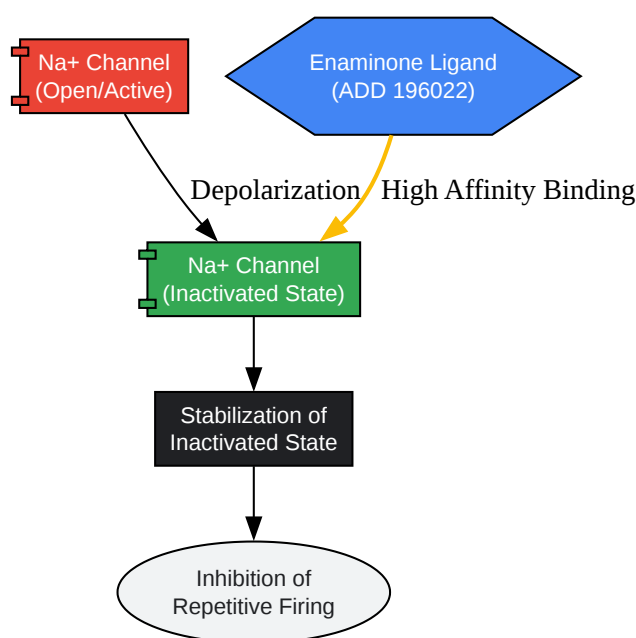 Na+ Channel
(Open/Active)
Enaminone Ligand
(ADD 196022)
Depolarization
High Affinity Binding
Na+ Channel
(Inactivated State)
Stabilization of
Inactivated State
Inhibition of
Repetitive Firing